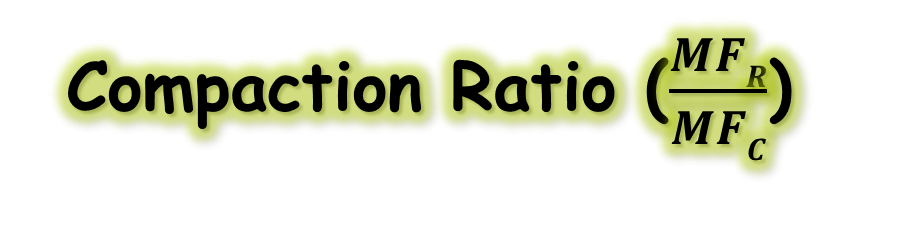 Compaction Ratio (MF_R/MF_C)